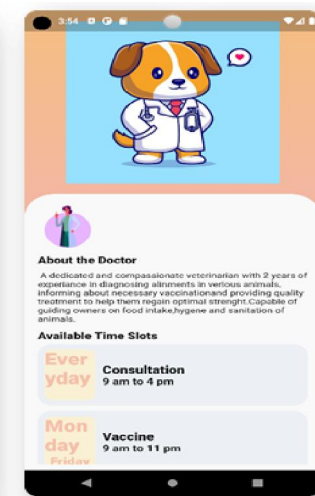 3:54
About the Doctor
A dedicated and compaasionate veterinarian with 2 years of
experiance in diagnosing alinments in verious animals,
informing about necessary vaccinationand providing quality
treatment to help them regain optimal strenght.Capable of
guiding owners on food intake,hygene and sanitation of
animals.
Available Time Slots
Ever
yday
Consultation
9 am to 4 pm
Mon
day
Friday
Vaccine
9 am to 11 pm